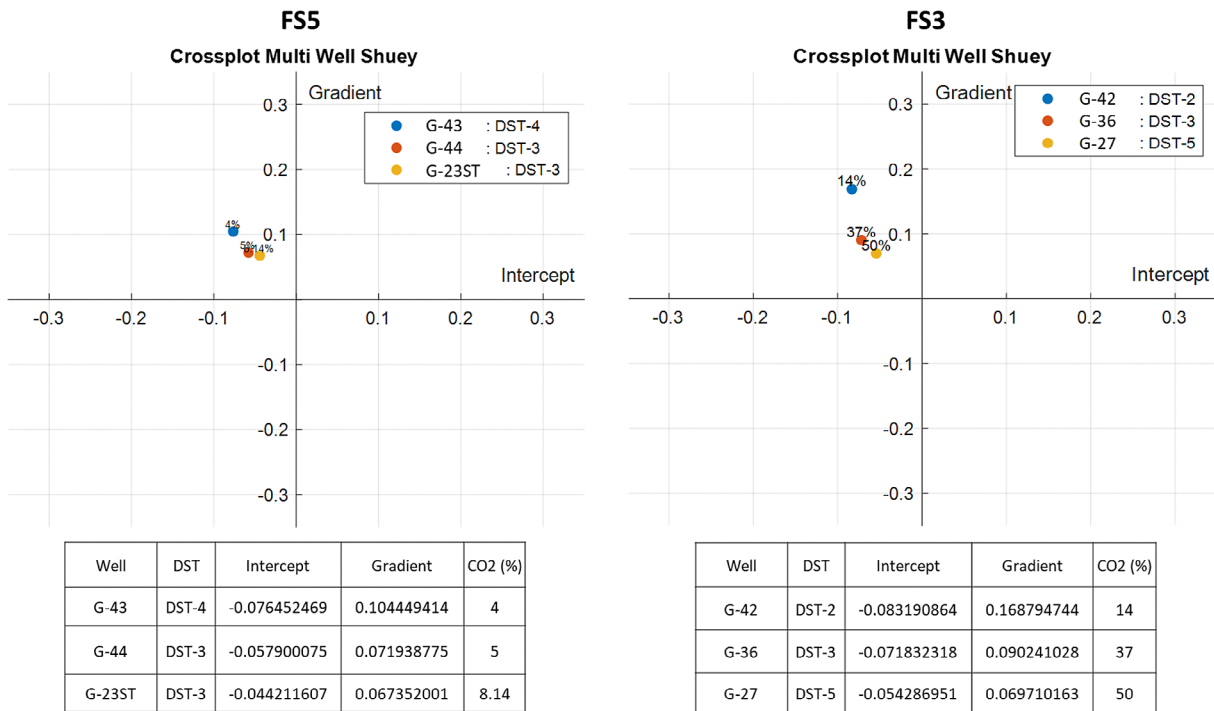 FS5
Crossplot Multi Well Shuey
Gradient
G-43 : DST-4
G-44 : DST-3
G-23ST : DST-3
0.3
0.2
4%
0.1
5%
8.14%
Intercept
-0.3 -0.2 -0.1 0.1 0.2 0.3
-0.1
-0.2
-0.3
Well DST Intercept Gradient CO2 (%)
G-43 DST-4 -0.076452469 0.104449414 4
G-44 DST-3 -0.057900075 0.071938775 5
G-23ST DST-3 -0.044211607 0.067352001 8.14
FS3
Crossplot Multi Well Shuey
Gradient
G-42 : DST-2
G-36 : DST-3
G-27 : DST-5
0.3
0.2
14%
37%
0.1
50%
Intercept
-0.3 -0.2 -0.1 0.1 0.2 0.3
-0.1
-0.2
-0.3
Well DST Intercept Gradient CO2 (%)
G-42 DST-2 -0.083190864 0.168794744 14
G-36 DST-3 -0.071832318 0.090241028 37
G-27 DST-5 -0.054286951 0.069710163 50